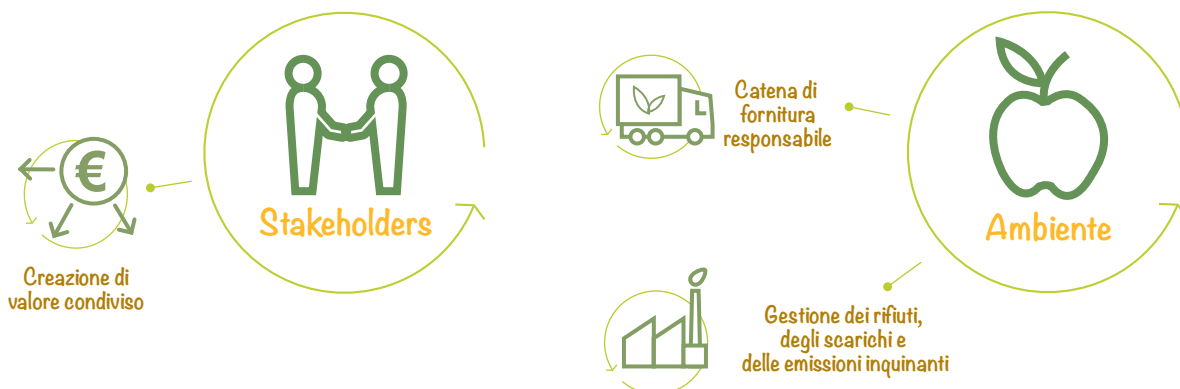 Stakeholders
€
Creazione di
valore condiviso
Catena di
fornitura
responsabile
Ambiente
Gestione dei rifiuti,
degli scarichi e
delle emissioni inquinanti